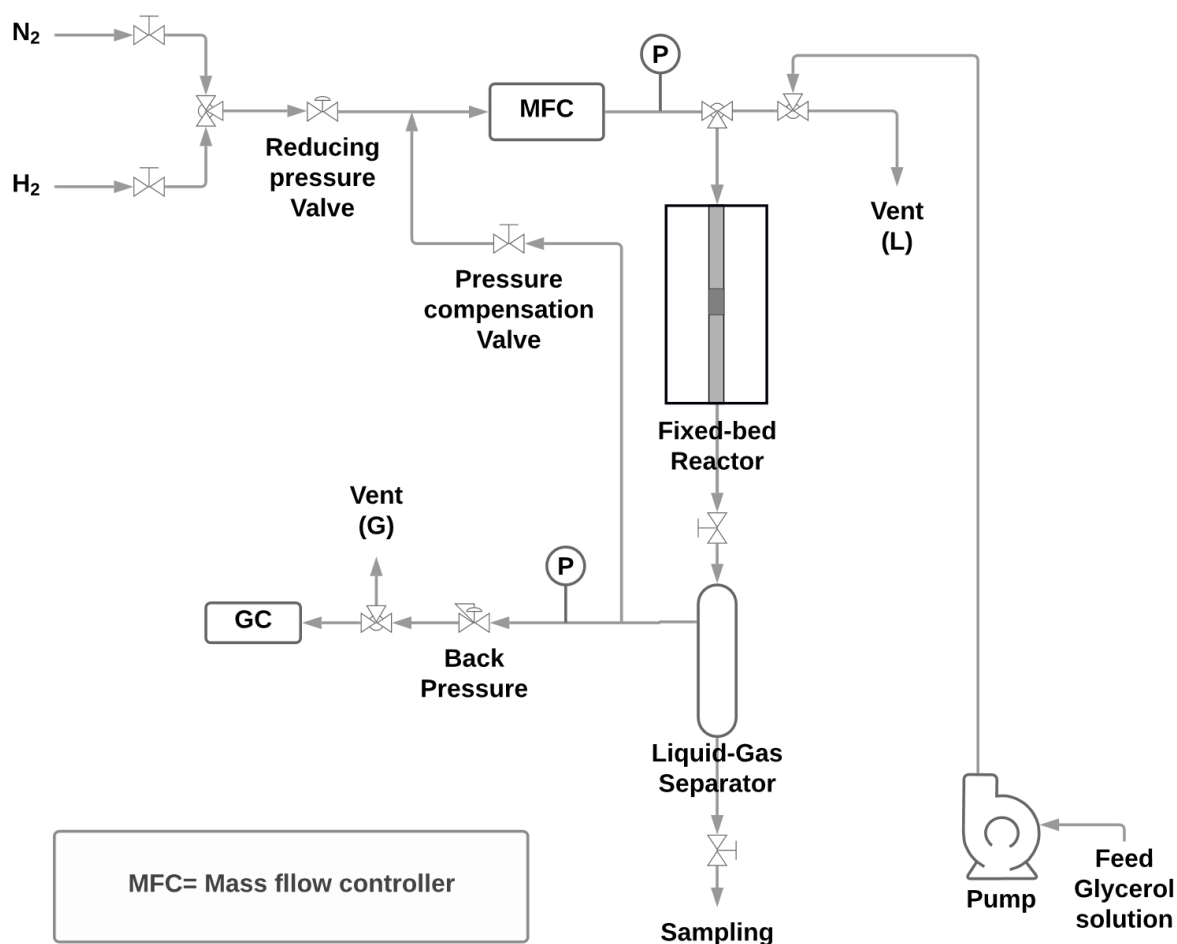 N₂
P
MFC
H₂
Reducing
pressure
Valve
Vent
(L)
Pressure
compensation
Valve
Fixed-bed
Reactor
Vent
(G)
P
GC
Back
Pressure
Liquid-Gas
Separator
MFC= Mass fllow controller
Feed
Glycerol
solution
Pump
Sampling